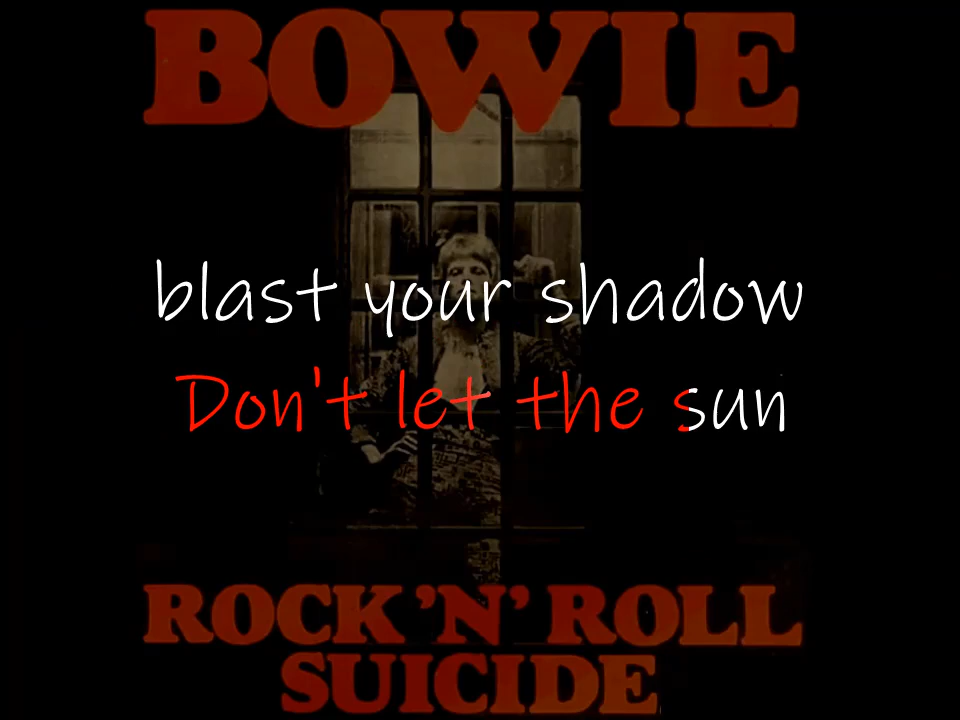 BOWIE
blast your shadow
Don't let the sun
ROCK 'N' ROLL
SUICIDE